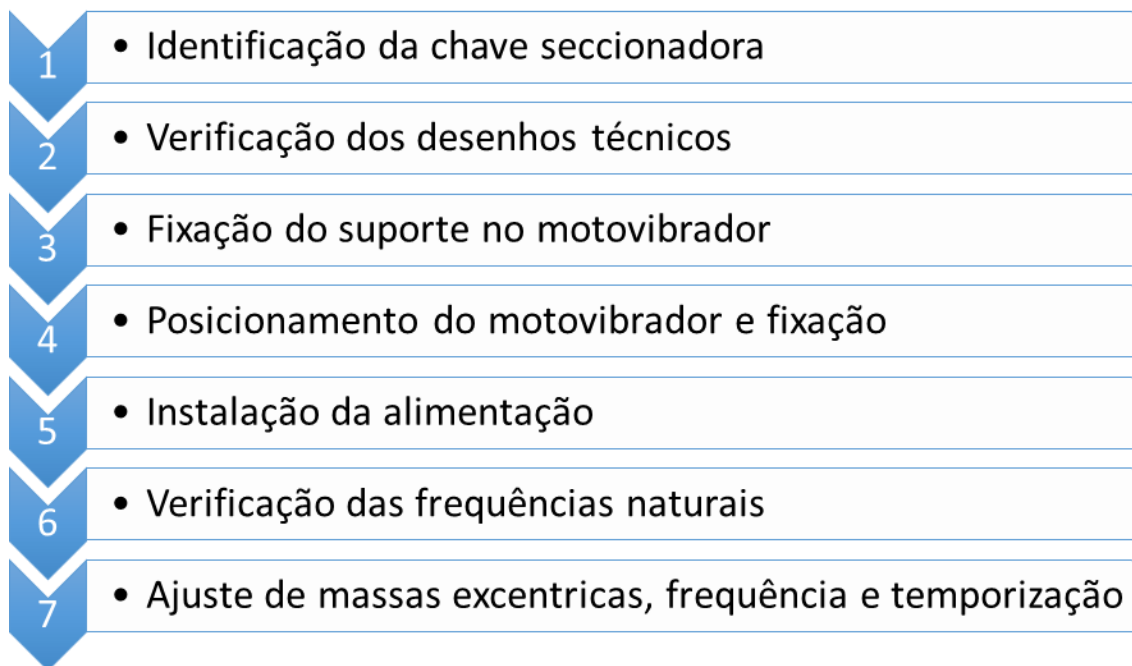 1 • Identificação da chave seccionadora
2 • Verificação dos desenhos técnicos
3 • Fixação do suporte no motovibrador
4 • Posicionamento do motovibrador e fixação
5 • Instalação da alimentação
6 • Verificação das frequências naturais
7 • Ajuste de massas excentricas, frequência e temporização